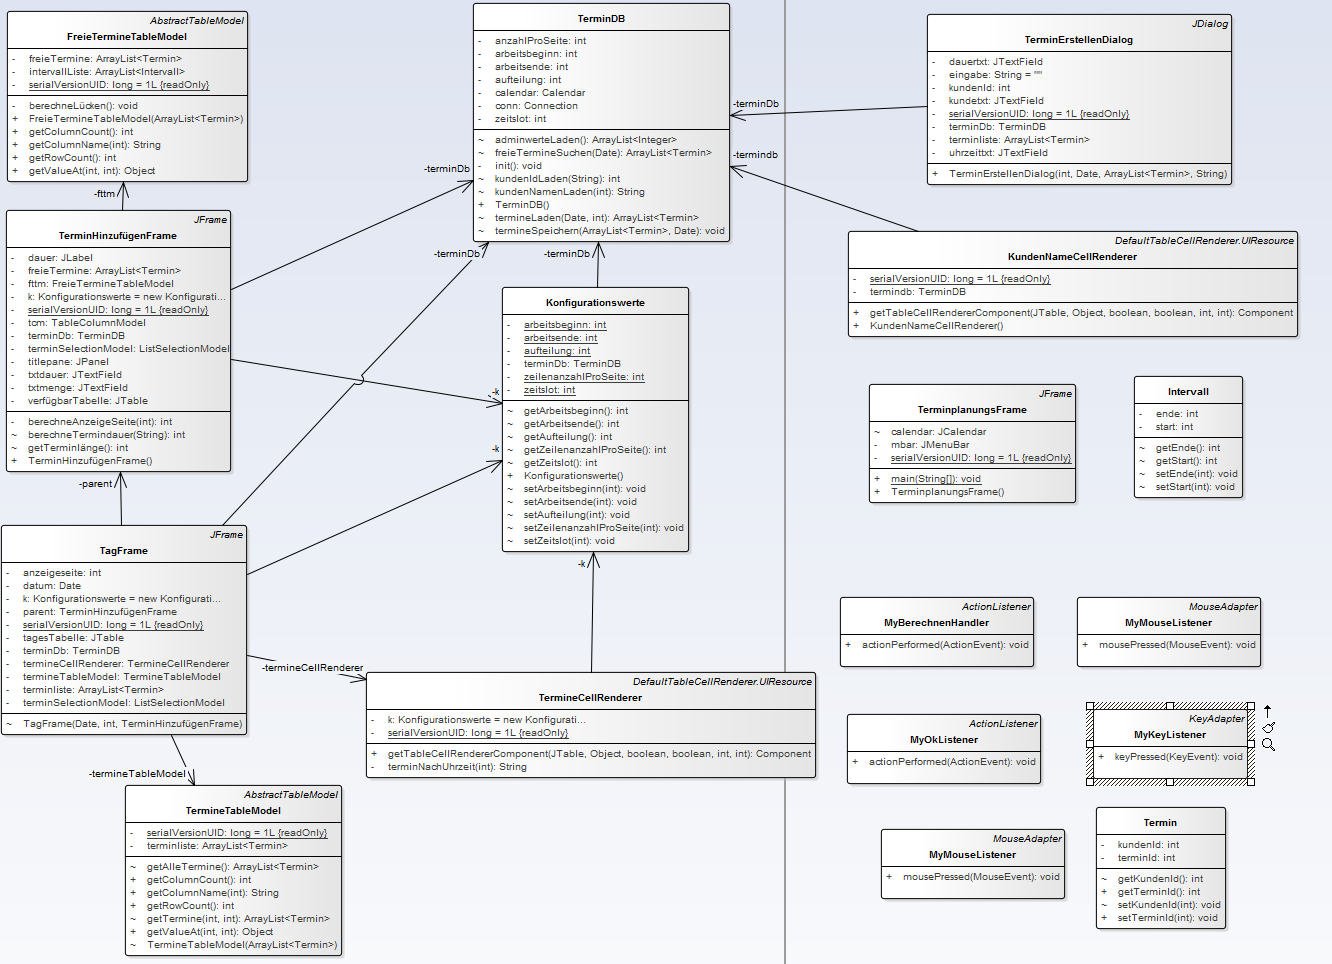 AbstractTableModel
FreieTermineTableModel
- freieTermine: ArrayList<Termin>
- intervallListe: ArrayList<Intervall>
- serialVersionUID: long = 1L {readOnly}
- berechneLücken(): void
+ FreieTermineTableModel(ArrayList<Termin>)
+ getColumnCount(): int
+ getColumnName(int): String
+ getRowCount(): int
+ getValueAt(int, int): Object
-fttm
JFrame
TerminHinzufügenFrame
- dauer: JLabel
- freieTermine: ArrayList<Termin>
- fttm: FreieTermineTableModel
- k: Konfigurationswerte = new Konfigurati...
- serialVersionUID: long = 1L {readOnly}
- tcm: TableColumnModel
- terminDb: TerminDB
- terminSelectionModel: ListSelectionModel
- titlepane: JPanel
- txtdauer: JTextField
- txtmenge: JTextField
- verfügbarTabelle: JTable
- berechneAnzeigeSeite(int): int
~ berechneTermindauer(String): int
~ getTerminlänge(): int
+ TerminHinzufügenFrame()
-parent
JFrame
TagFrame
- anzeigeseite: int
- datum: Date
- k: Konfigurationswerte = new Konfigurati...
- parent: TerminHinzufügenFrame
- serialVersionUID: long = 1L {readOnly}
- tagesTabelle: JTable
- terminDb: TerminDB
- termineCellRenderer: TermineCellRenderer
- termineTableModel: TermineTableModel
- terminliste: ArrayList<Termin>
- terminSelectionModel: ListSelectionModel
~ TagFrame(Date, int, TerminHinzufügenFrame)
-termineCellRenderer
-termineTableModel
AbstractTableModel
TermineTableModel
- serialVersionUID: long = 1L {readOnly}
- terminliste: ArrayList<Termin>
~ getAlleTermine(): ArrayList<Termin>
+ getColumnCount(): int
+ getColumnName(int): String
+ getRowCount(): int
~ getTermine(int, int): ArrayList<Termin>
+ getValueAt(int, int): Object
~ TermineTableModel(ArrayList<Termin>)
TerminDB
- anzahlProSeite: int
- arbeitsbeginn: int
- arbeitsende: int
- aufteilung: int
- calendar: Calendar
- conn: Connection
- zeitslot: int
~ adminwerteLaden(): ArrayList<Integer>
~ freieTermineSuchen(Date): ArrayList<Termin>
- init(): void
~ kundenIdLaden(String): int
~ kundenNamenLaden(int): String
+ TerminDB()
~ termineLaden(Date, int): ArrayList<Termin>
~ termineSpeichern(ArrayList<Termin>, Date): void
-terminDb
-terminDb
-terminDb
-terminDb
-termindb
Konfigurationswerte
- arbeitsbeginn: int
- arbeitsende: int
- aufteilung: int
- terminDb: TerminDB
- zeilenanzahlProSeite: int
- zeitslot: int
~ getArbeitsbeginn(): int
~ getArbeitsende(): int
~ getAufteilung(): int
~ getZeilenanzahlProSeite(): int
~ getZeitslot(): int
+ Konfigurationswerte()
~ setArbeitsbeginn(int): void
~ setArbeitsende(int): void
~ setAufteilung(int): void
~ setZeilenanzahlProSeite(int): void
~ setZeitslot(int): void
-k
-k
-k
DefaultTableCellRenderer.UIResource
TermineCellRenderer
- k: Konfigurationswerte = new Konfigurati...
- serialVersionUID: long = 1L {readOnly}
+ getTableCellRendererComponent(JTable, Object, boolean, boolean, int, int): Component
- terminNachUhrzeit(int): String
JDialog
TerminErstellenDialog
- dauertxt: JTextField
- eingabe: String = ""
- kundenId: int
- kundetxt: JTextField
- serialVersionUID: long = 1L {readOnly}
- terminDb: TerminDB
- terminliste: ArrayList<Termin>
- uhrzeittxt: JTextField
+ TerminErstellenDialog(int, Date, ArrayList<Termin>, String)
DefaultTableCellRenderer.UIResource
KundenNameCellRenderer
- serialVersionUID: long = 1L {readOnly}
- termindb: TerminDB
+ getTableCellRendererComponent(JTable, Object, boolean, boolean, int, int): Component
+ KundenNameCellRenderer()
JFrame
TerminplanungsFrame
~ calendar: JCalendar
- mbar: JMenuBar
- serialVersionUID: long = 1L {readOnly}
+ main(String[]): void
+ TerminplanungsFrame()
Intervall
- ende: int
- start: int
~ getEnde(): int
~ getStart(): int
~ setEnde(int): void
~ setStart(int): void
ActionListener
MyBerechnenHandler
+ actionPerformed(ActionEvent): void
MouseAdapter
MyMouseListener
+ mousePressed(MouseEvent): void
ActionListener
MyOkListener
+ actionPerformed(ActionEvent): void
KeyAdapter
MyKeyListener
+ keyPressed(KeyEvent): void
MouseAdapter
MyMouseListener
+ mousePressed(MouseEvent): void
Termin
- kundenId: int
- terminId: int
~ getKundenId(): int
+ getTerminId(): int
~ setKundenId(int): void
+ setTerminId(int): void